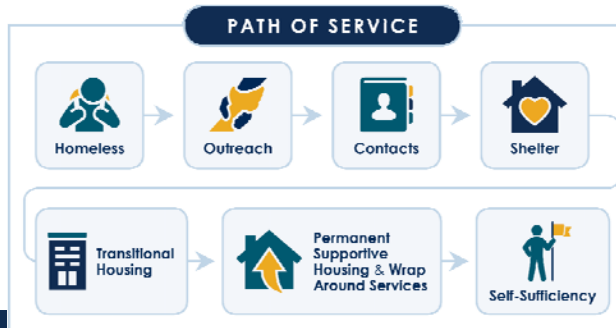 PATH OF SERVICE
Homeless
Outreach
Contacts
Shelter
Transitional
Housing
Permanent
Supportive
Housing & Wrap
Around Services
Self-Sufficiency